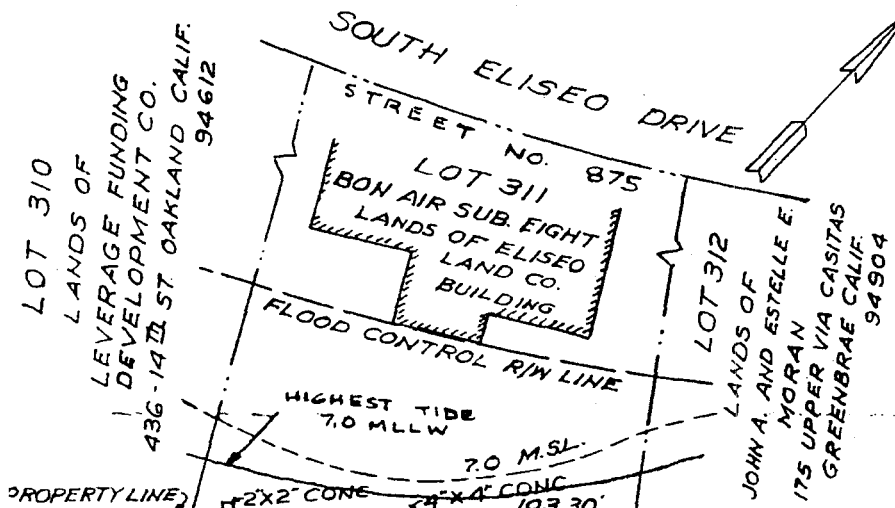 SOUTH ELISEO DRIVE
STREET NO. 875
LOT 311
BON AIR SUB. EIGHT
LANDS OF ELISEO
LAND CO.
BUILDING
LOT 310
LANDS OF
LEVERAGE FUNDING
DEVELOPMENT CO.
436-14TH ST. OAKLAND CALIF.
94612
LOT 312
LANDS OF
JOHN A. AND ESTELLE E.
MORAN
175 UPPER VIA CASITAS
GREENBRAE CALIF.
94904
FLOOD CONTROL R/W LINE
HIGHEST TIDE
7.0 MLLW
7.0 M.S.L.
PROPERTY LINE
2"X2" CONC
4"X4" CONC
103.30'